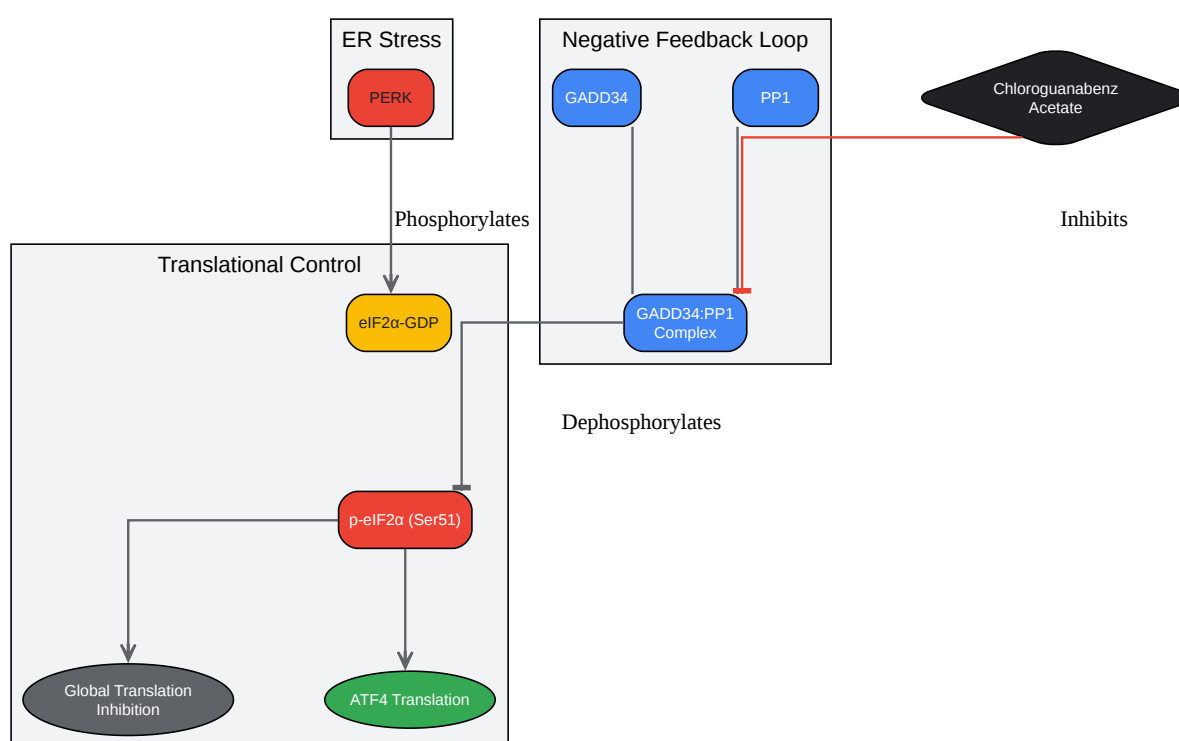 ER Stress
Negative Feedback Loop
PERK
GADD34
PP1
Chloroguanabenz
Acetate
Phosphorylates
Inhibits
Translational Control
eIF2α-GDP
GADD34:PP1
Complex
Dephosphorylates
p-eIF2α (Ser51)
Global Translation
Inhibition
ATF4 Translation